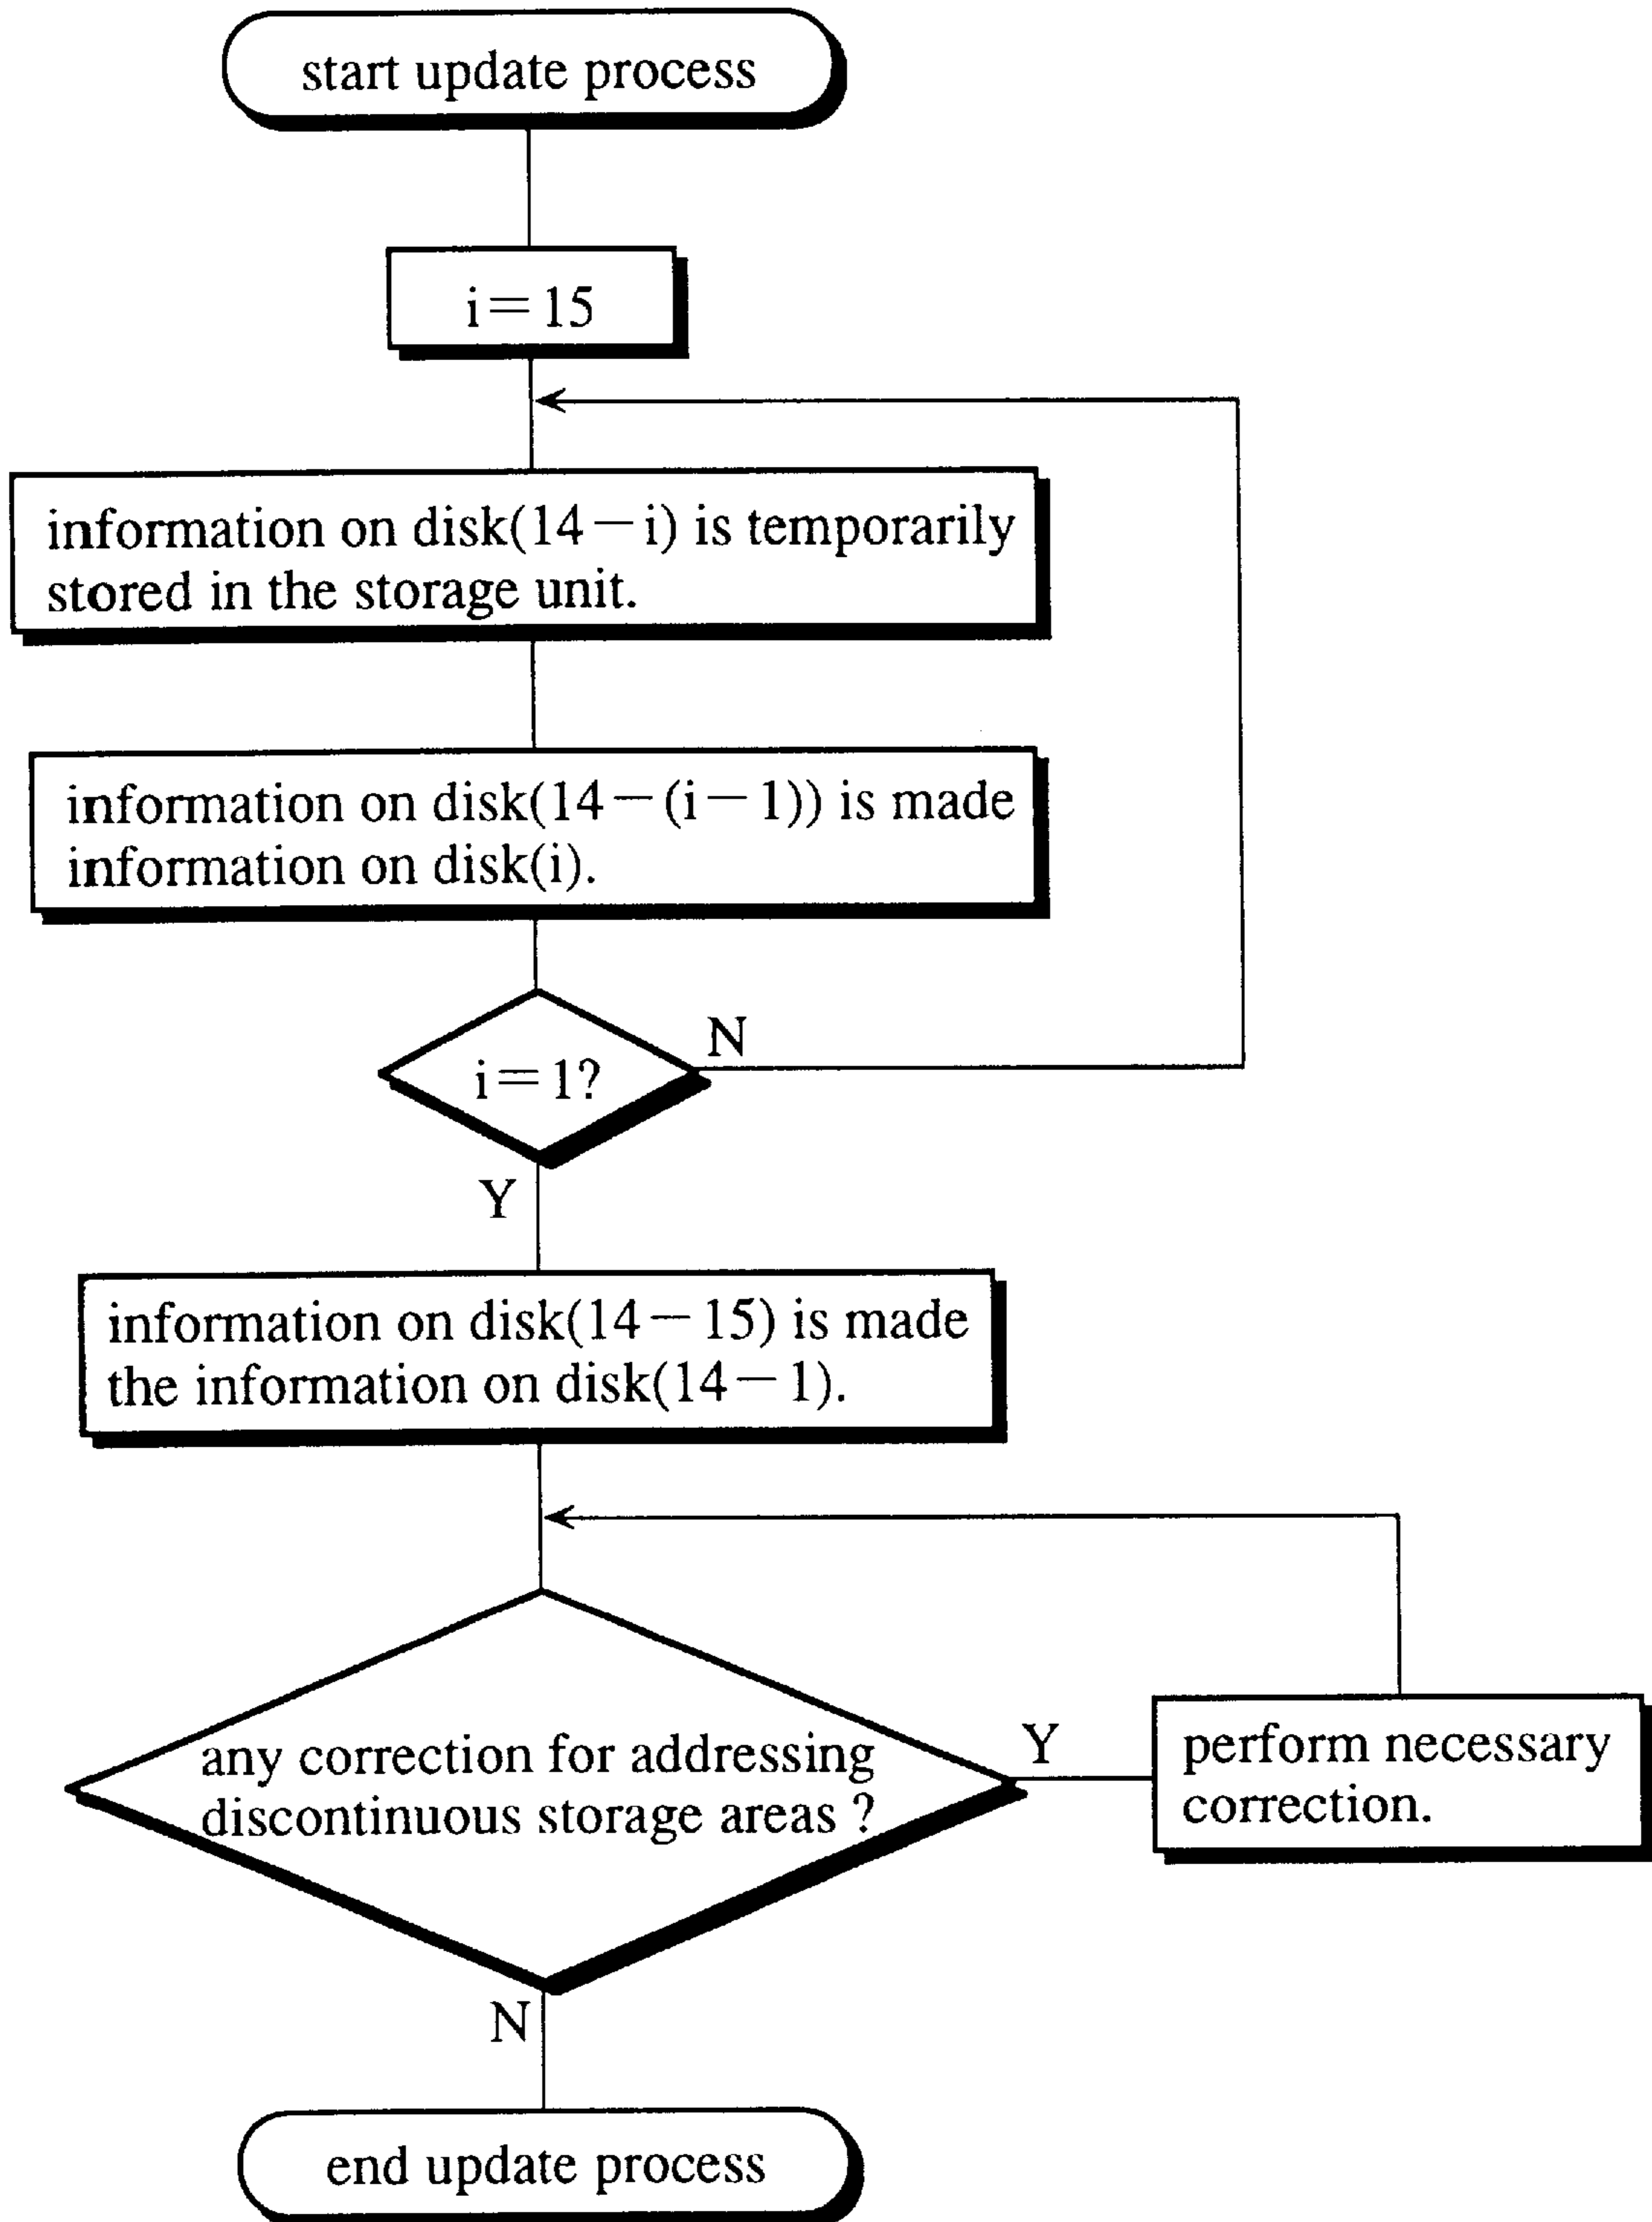 start update process
i=15
information on disk(14−i) is temporarily
stored in the storage unit.
information on disk(14−(i−1)) is made
information on disk(i).
i=1?
N
Y
information on disk(14−15) is made
the information on disk(14−1).
any correction for addressing
discontinuous storage areas ?
Y
perform necessary
correction.
N
end update process